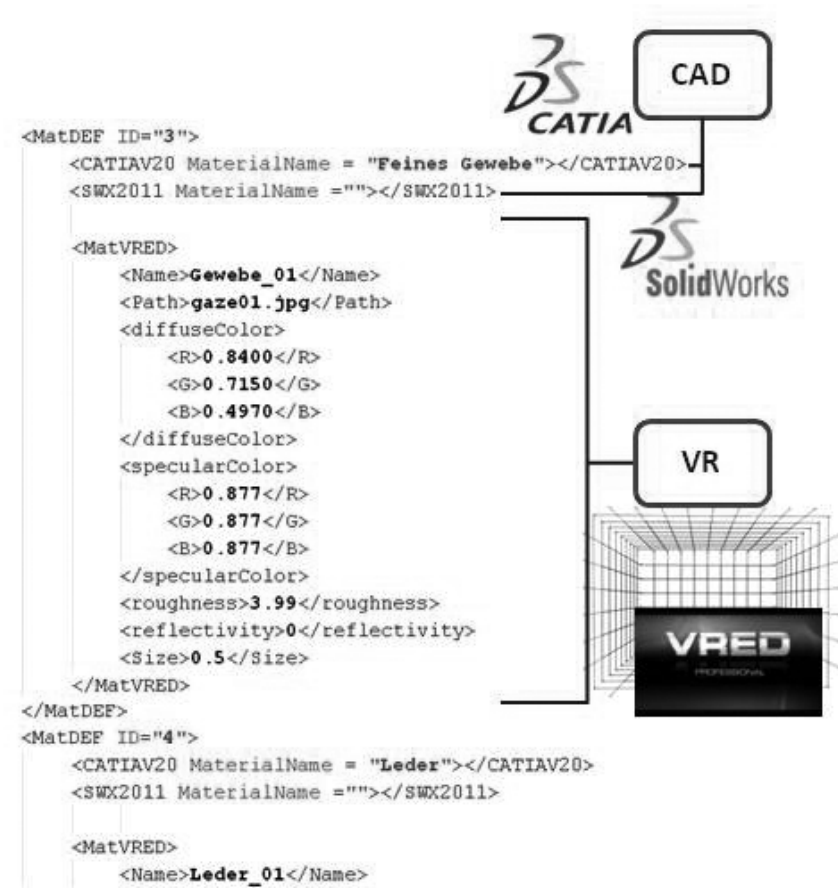 CAD
DS
CATIA
<MatDEF ID="3">
<CATIAV20 MaterialName = "Feines Gewebe"></CATIAV20>
<SWX2011 MaterialName =""></SWX2011>
DS
SolidWorks
<MatVRED>
<Name>Gewebe_01</Name>
<Path>gaze01.jpg</Path>
<diffuseColor>
<R>0.8400</R>
<G>0.7150</G>
<B>0.4970</B>
</diffuseColor>
<specularColor>
<R>0.877</R>
<G>0.877</G>
<B>0.877</B>
</specularColor>
<roughness>3.99</roughness>
<reflectivity>0</reflectivity>
<Size>0.5</Size>
</MatVRED>
</MatDEF>
VR
VRED
PROFESSIONAL
<MatDEF ID="4">
<CATIAV20 MaterialName = "Leder"></CATIAV20>
<SWX2011 MaterialName =""></SWX2011>
<MatVRED>
<Name>Leder_01</Name>